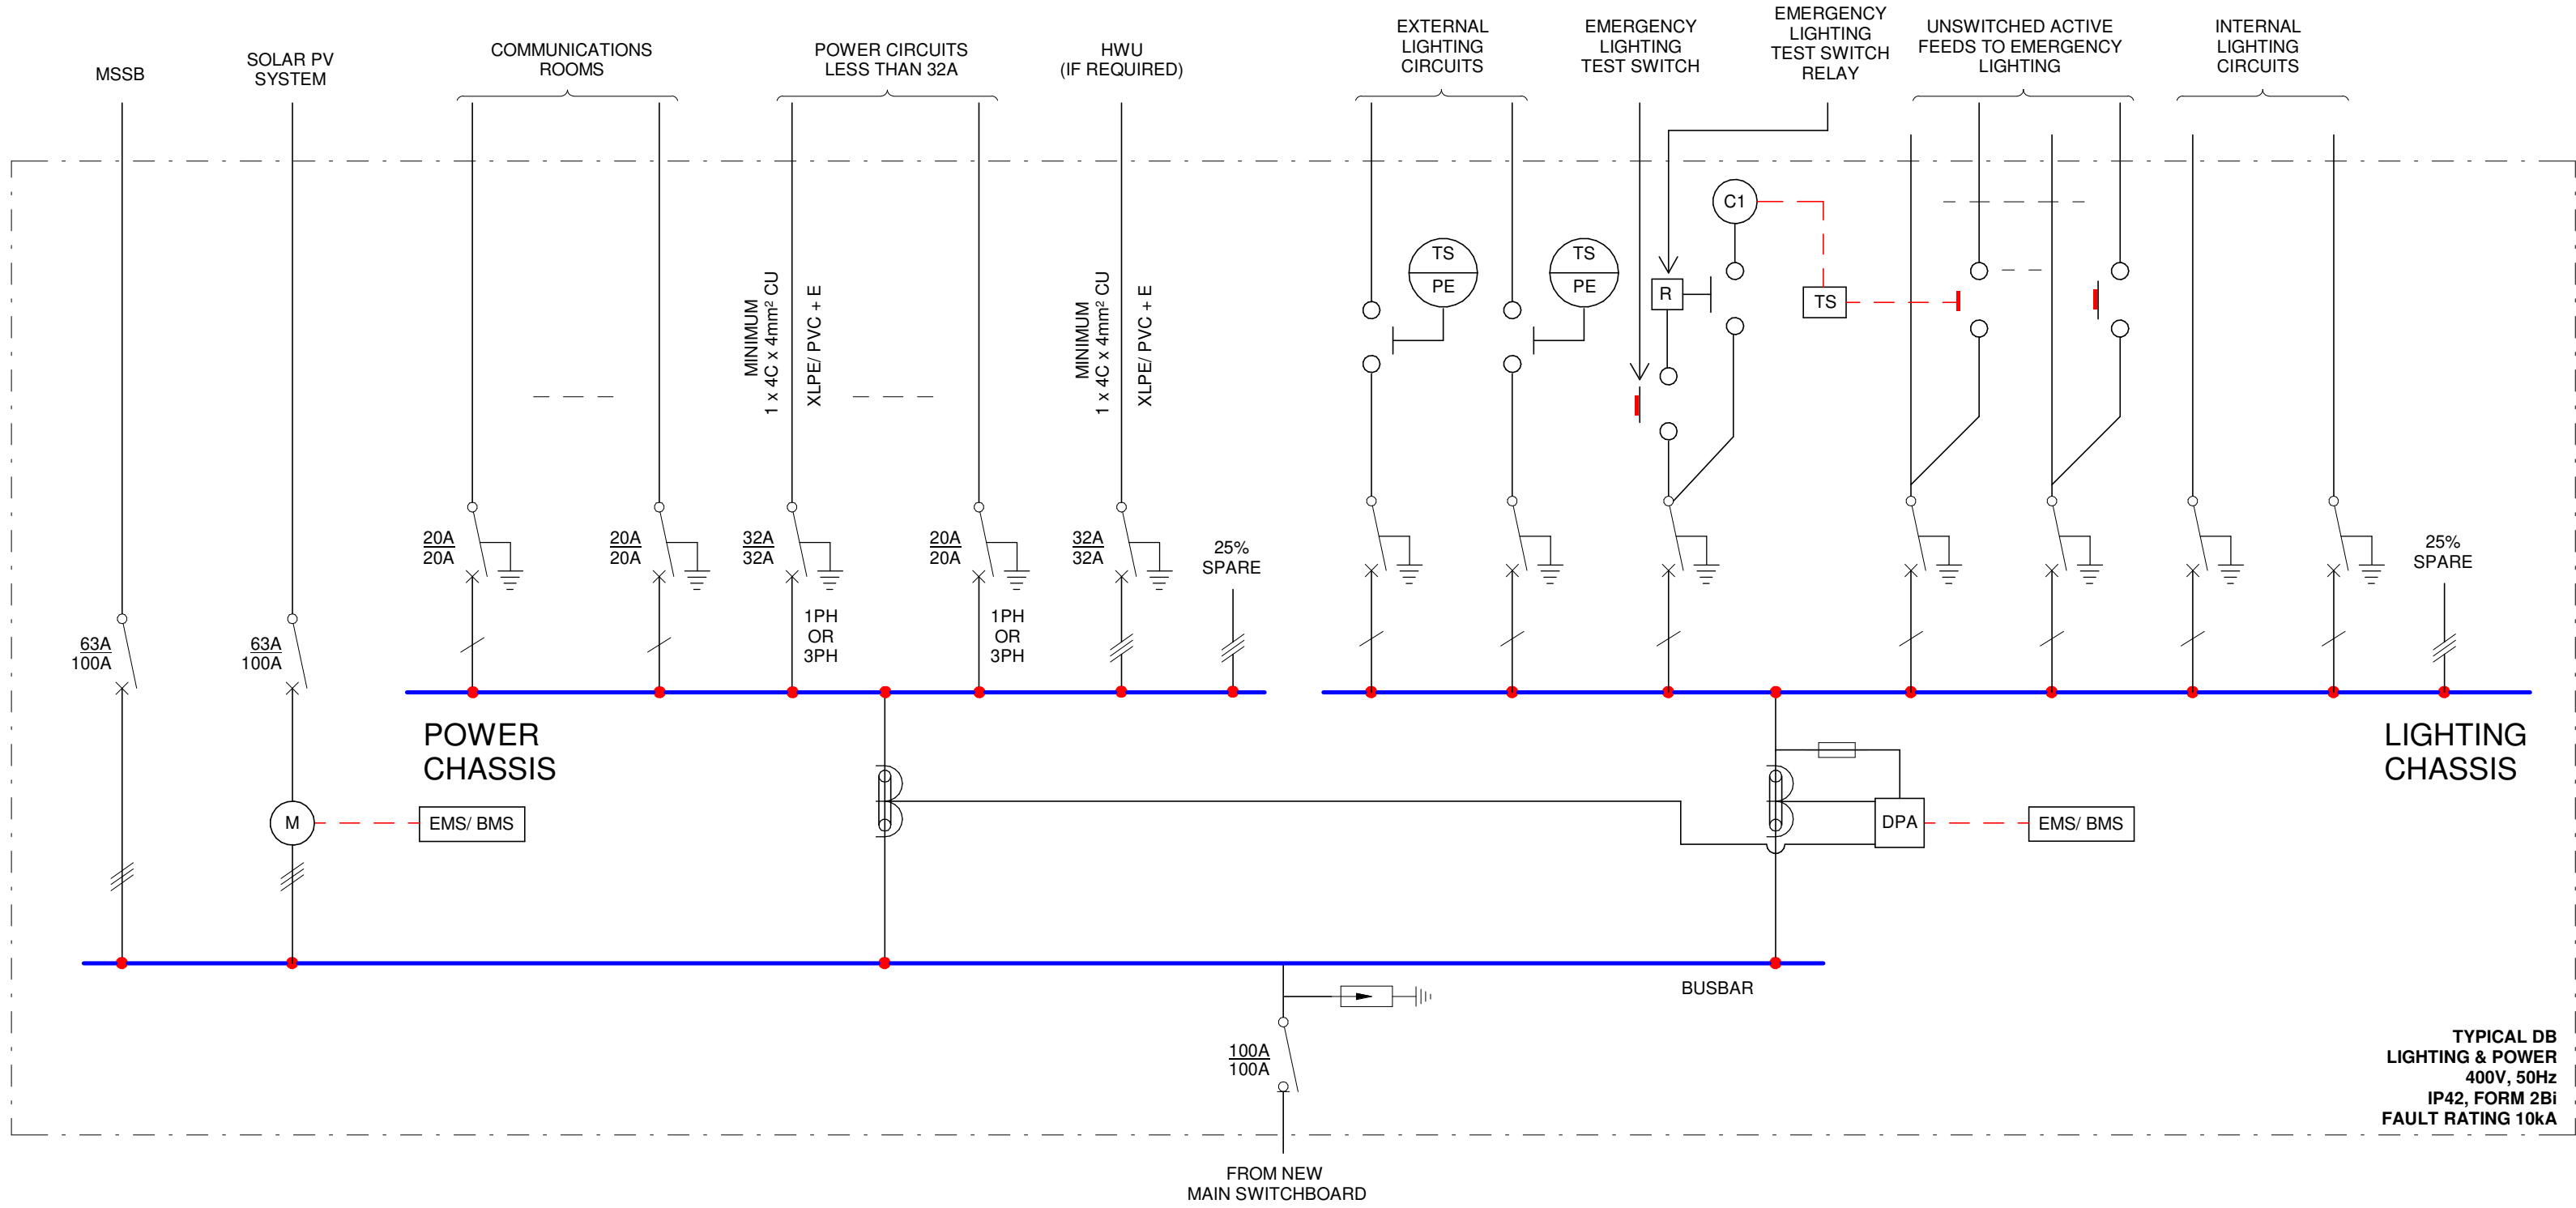 MSSB
SOLAR PV
SYSTEM
COMMUNICATIONS
ROOMS
POWER CIRCUITS
LESS THAN 32A
HWU
(IF REQUIRED)
EXTERNAL
LIGHTING
CIRCUITS
EMERGENCY
LIGHTING
TEST SWITCH
EMERGENCY
LIGHTING
TEST SWITCH
RELAY
UNSWITCHED ACTIVE
FEEDS TO EMERGENCY
LIGHTING
INTERNAL
LIGHTING
CIRCUITS
C1
TS
PE
TS
PE
R
TS
MINIMUM
1 x 4C x 4mm² CU
XLPE/ PVC + E
MINIMUM
1 x 4C x 4mm² CU
XLPE/ PVC + E
20A
20A
20A
20A
32A
32A
20A
20A
32A
32A
25%
SPARE
25%
SPARE
1PH
OR
3PH
1PH
OR
3PH
63A
100A
63A
100A
POWER
CHASSIS
LIGHTING
CHASSIS
M
EMS/ BMS
DPA
EMS/ BMS
BUSBAR
100A
100A
TYPICAL DB
LIGHTING & POWER
400V, 50Hz
IP42, FORM 2Bi
FAULT RATING 10kA
FROM NEW
MAIN SWITCHBOARD